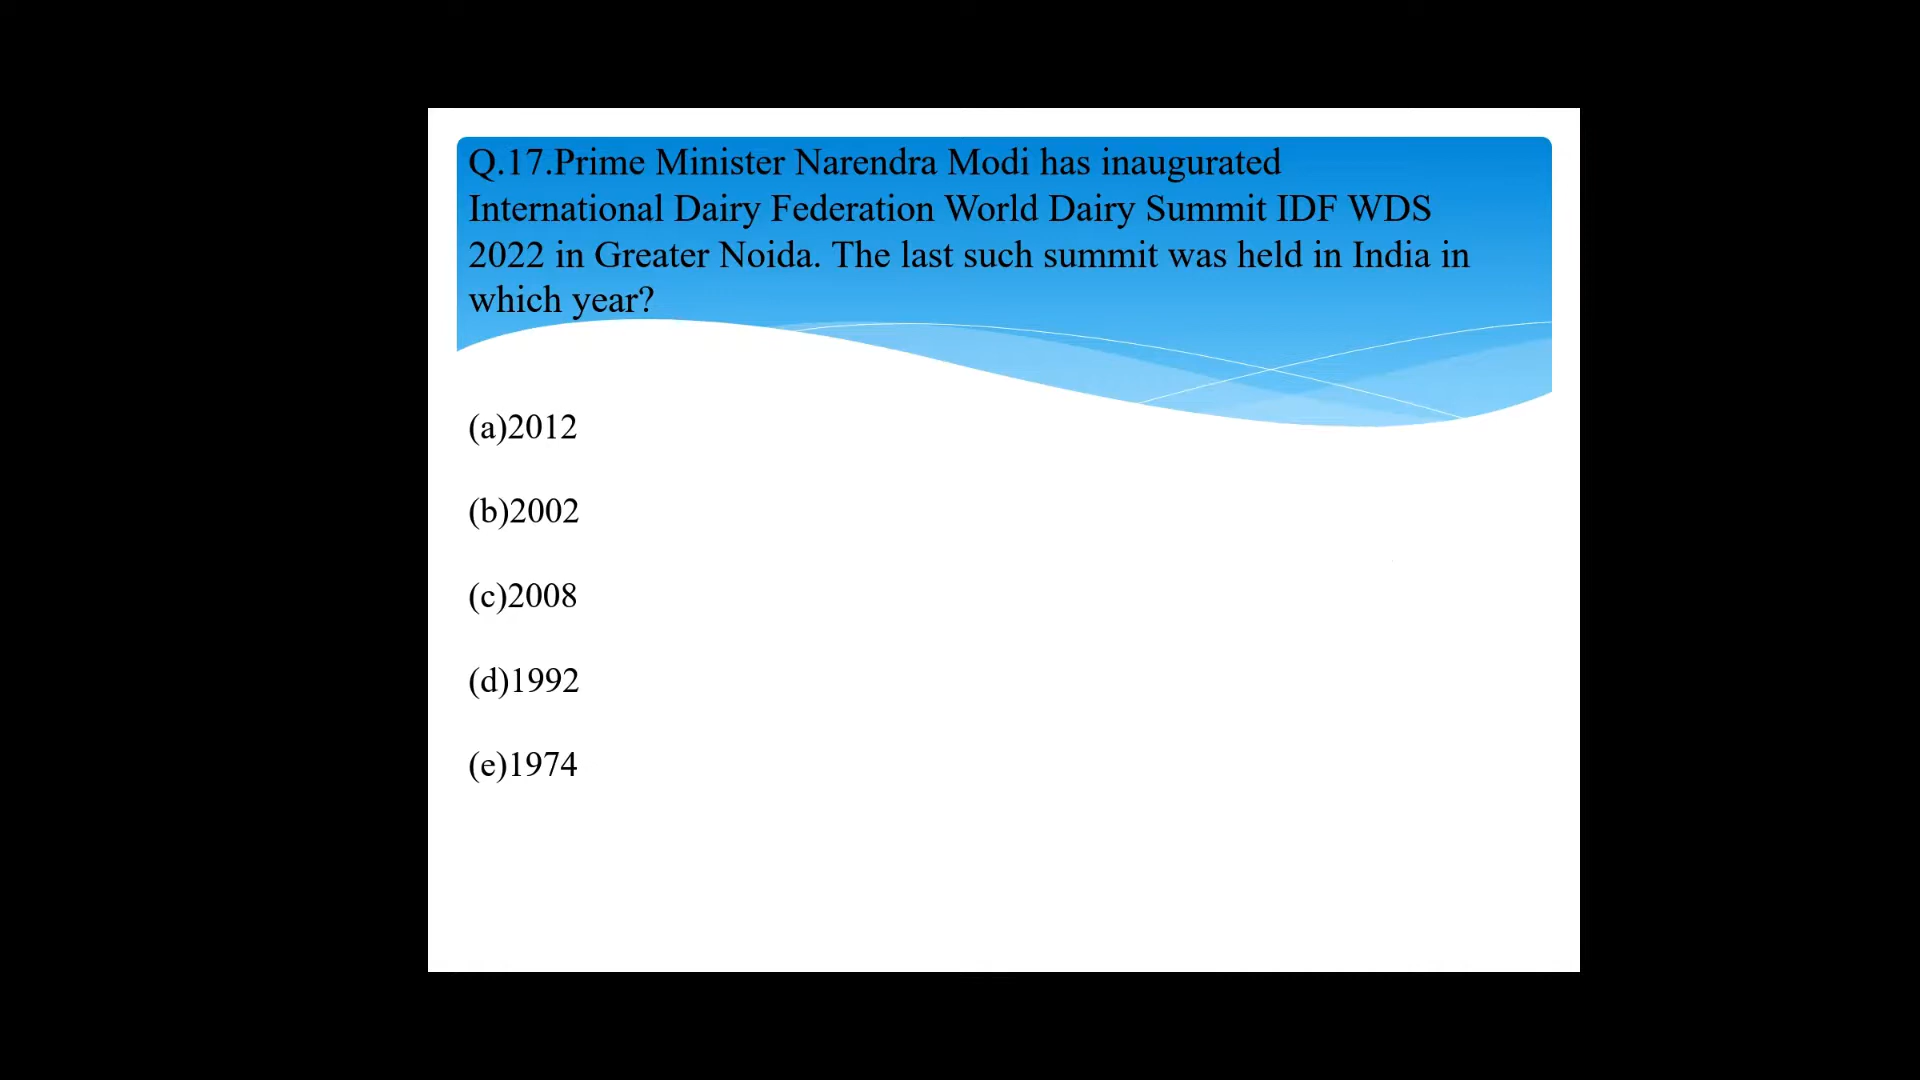 Q.17.Prime Minister Narendra Modi has inaugurated
International Dairy Federation World Dairy Summit IDF WDS
2022 in Greater Noida. The last such summit was held in India in
which year?
(a)2012
(b)2002
(c)2008
(d)1992
(e)1974